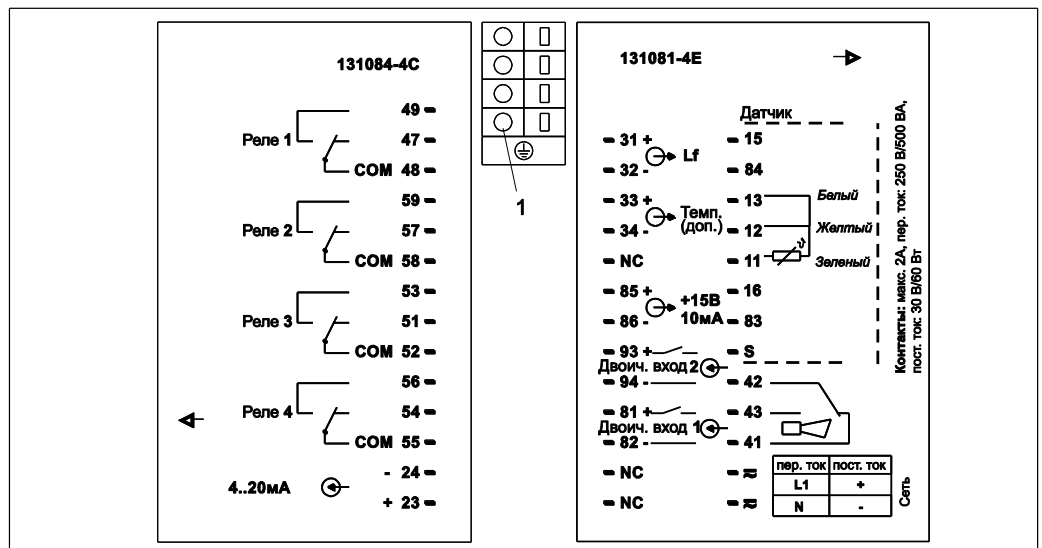 131084-4C
49
Реле 1
47
COM 48
59
Реле 2
57
COM 58
53
Реле 3
51
COM 52
56
Реле 4
54
COM 55
- 24
4..20мА
+ 23
1
131081-4E
Датчик
31 +
Lf
32 -
33 +
Темп.
(доп.)
34 -
NC
85 +
+15В
10мА
86 -
93 +
Двоич. вход 2
94 -
81 +
Двоич. вход 1
82 -
NC
NC
15
84
13 Белый
12 Желтый
11 Зеленый
16
83
S
42
43
41
пер. ток пост. ток
L1 +
N -
Сеть
Контакты: макс. 2А, пер. ток: 250 В/500 ВА,
пост. ток: 30 В/60 Вт